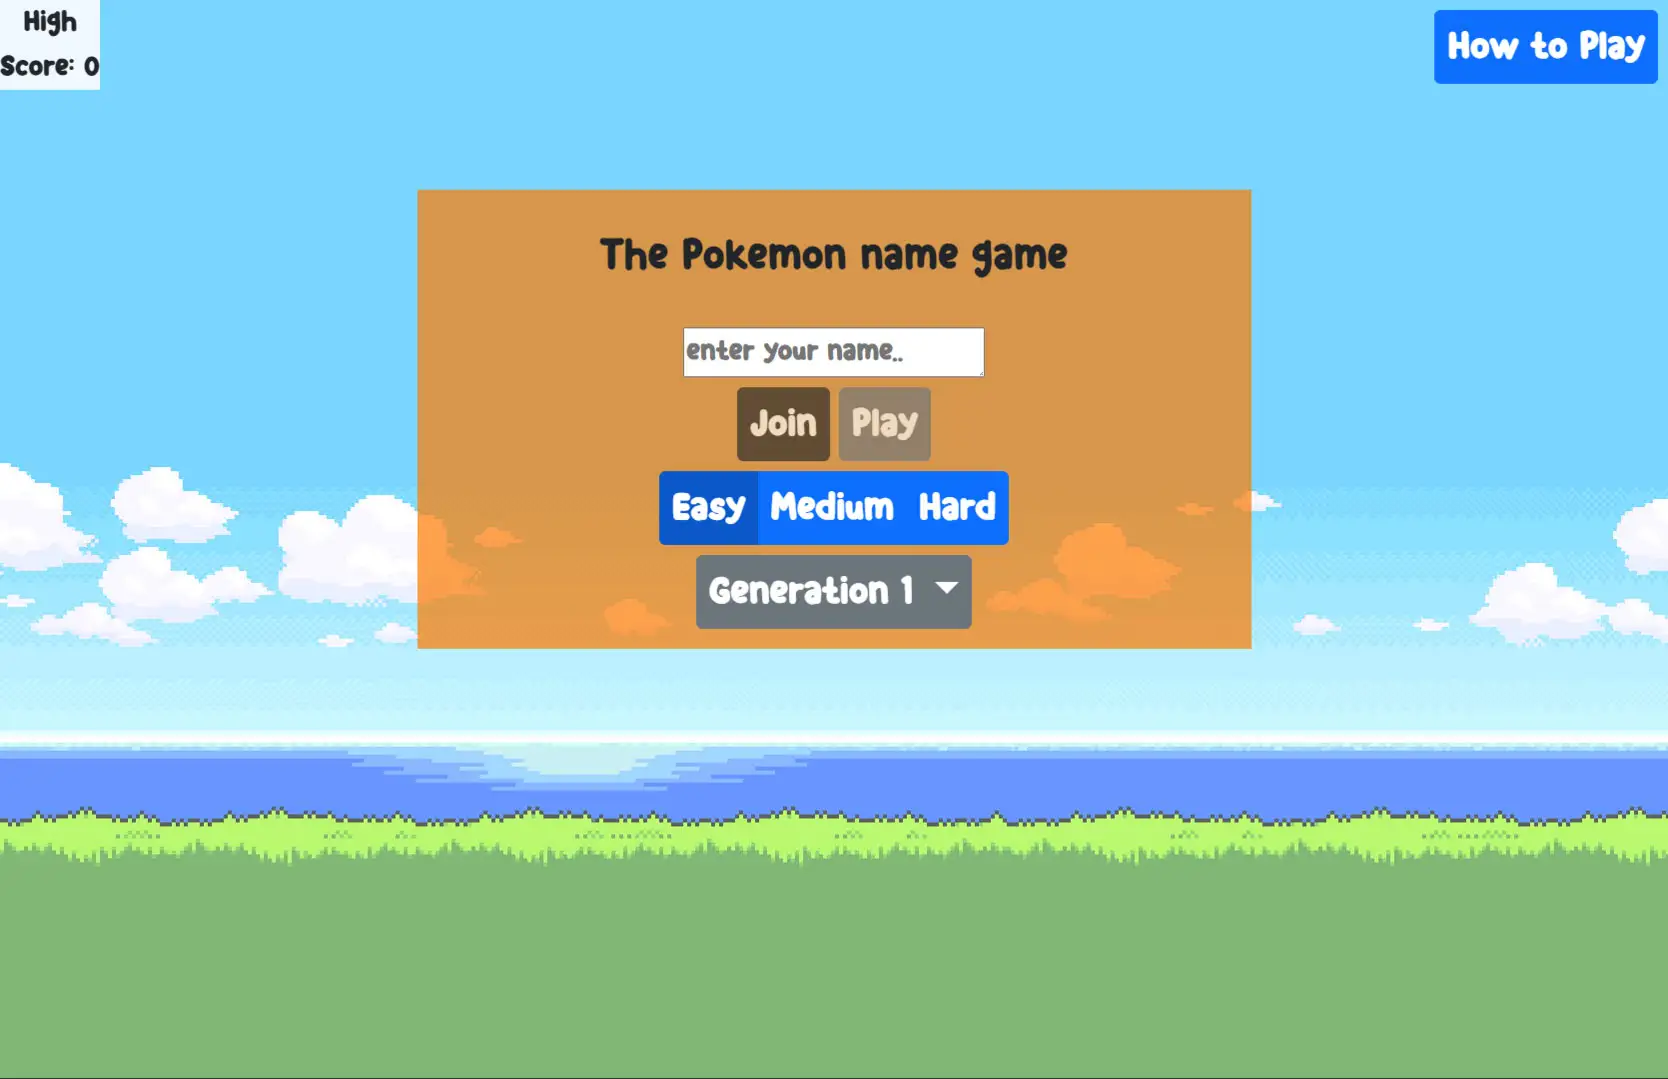 High
Score: 0
How to Play
The Pokemon name game
enter your name..
Join Play
Easy Medium Hard
Generation 1